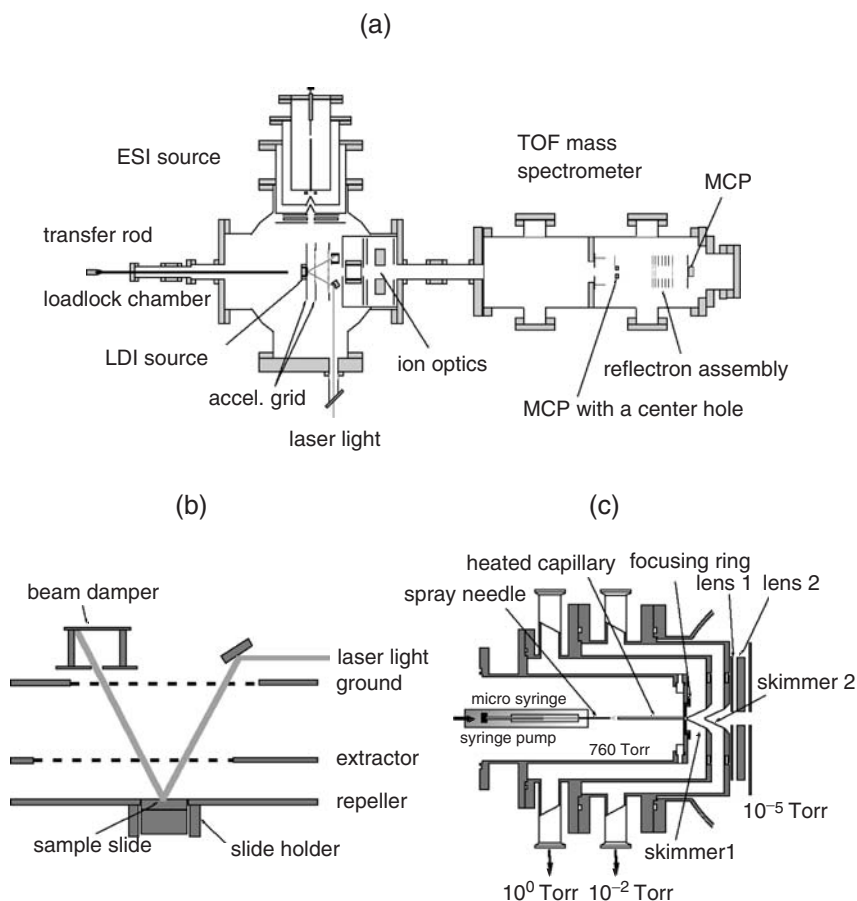 (a)
ESI source
TOF mass
spectrometer
MCP
transfer rod
loadlock chamber
LDI source
accel. grid
laser light
ion optics
reflectron assembly
MCP with a center hole
(b)
beam damper
laser light
ground
extractor
repeller
sample slide
slide holder
(c)
heated capillary
focusing ring
spray needle
lens 1
lens 2
skimmer 2
micro syringe
syringe pump
760 Torr
10⁻⁵ Torr
skimmer1
10⁰ Torr
10⁻² Torr